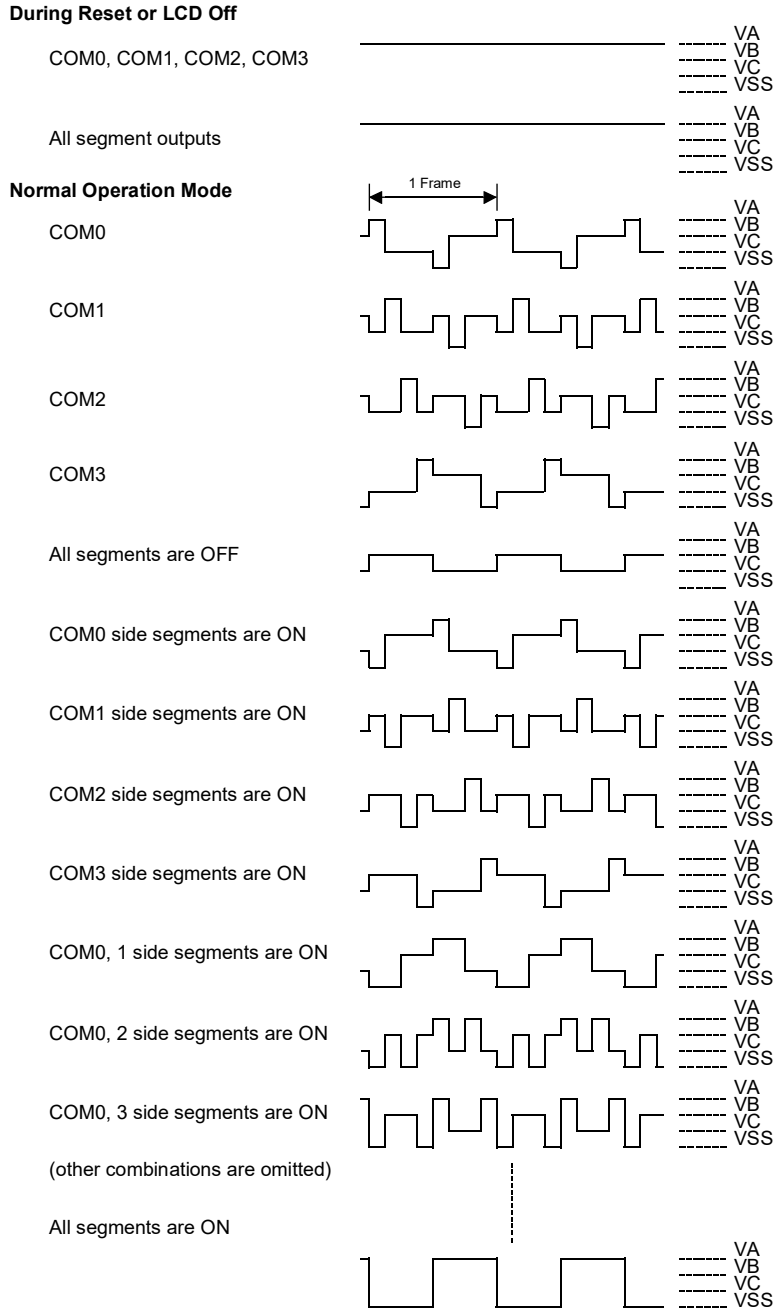 During Reset or LCD Off
COM0, COM1, COM2, COM3
VA
VB
VC
VSS
All segment outputs
VA
VB
VC
VSS
Normal Operation Mode
1 Frame
COM0
VA
VB
VC
VSS
COM1
VA
VB
VC
VSS
COM2
VA
VB
VC
VSS
COM3
VA
VB
VC
VSS
All segments are OFF
VA
VB
VC
VSS
COM0 side segments are ON
VA
VB
VC
VSS
COM1 side segments are ON
VA
VB
VC
VSS
COM2 side segments are ON
VA
VB
VC
VSS
COM3 side segments are ON
VA
VB
VC
VSS
COM0, 1 side segments are ON
VA
VB
VC
VSS
COM0, 2 side segments are ON
VA
VB
VC
VSS
COM0, 3 side segments are ON
VA
VB
VC
VSS
(other combinations are omitted)
All segments are ON
VA
VB
VC
VSS